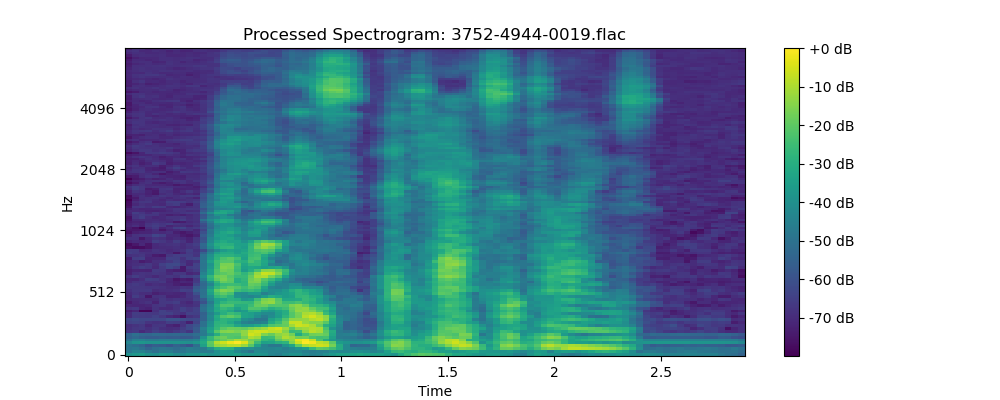 Processed Spectrogram: 3752-4944-0019.flac
+0 dB
-10 dB
-20 dB
-30 dB
-40 dB
-50 dB
-60 dB
-70 dB
4096
2048
1024
512
0
Hz
0
0.5
1
1.5
2
2.5
Time